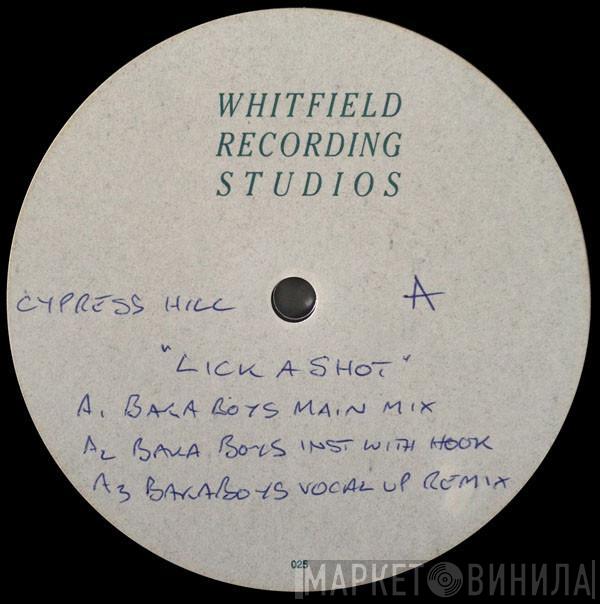 WHITFIELD
RECORDING
STUDIOS
CYPRESS HILL A
"LICK A SHOT"
A1 BAKA BOYS MAIN MIX
A2 BAKA BOYS INST WITH HOOK
A3 BAKABOYS VOCAL UP REMIX
025
МАРКЕТ ВИНИЛА